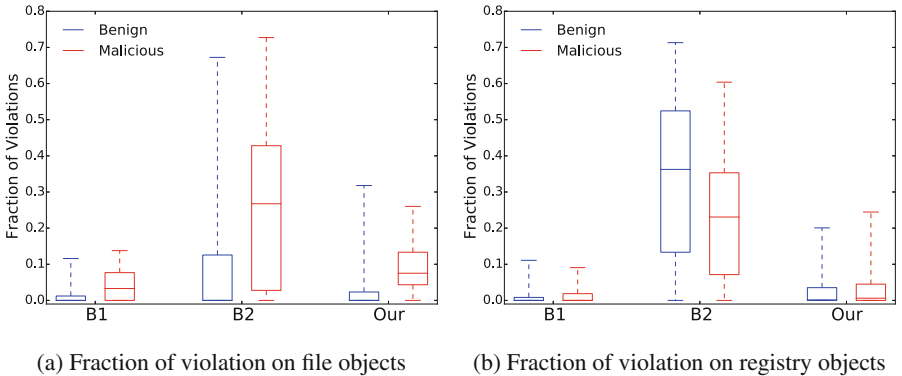 0.8
0.7
0.6
0.5
0.4
0.3
0.2
0.1
0.0
Fraction of Violations
Benign
Malicious
B1
B2
Our
(a) Fraction of violation on file objects
0.8
0.7
0.6
0.5
0.4
0.3
0.2
0.1
0.0
Fraction of Violations
Benign
Malicious
B1
B2
Our
(b) Fraction of violation on registry objects